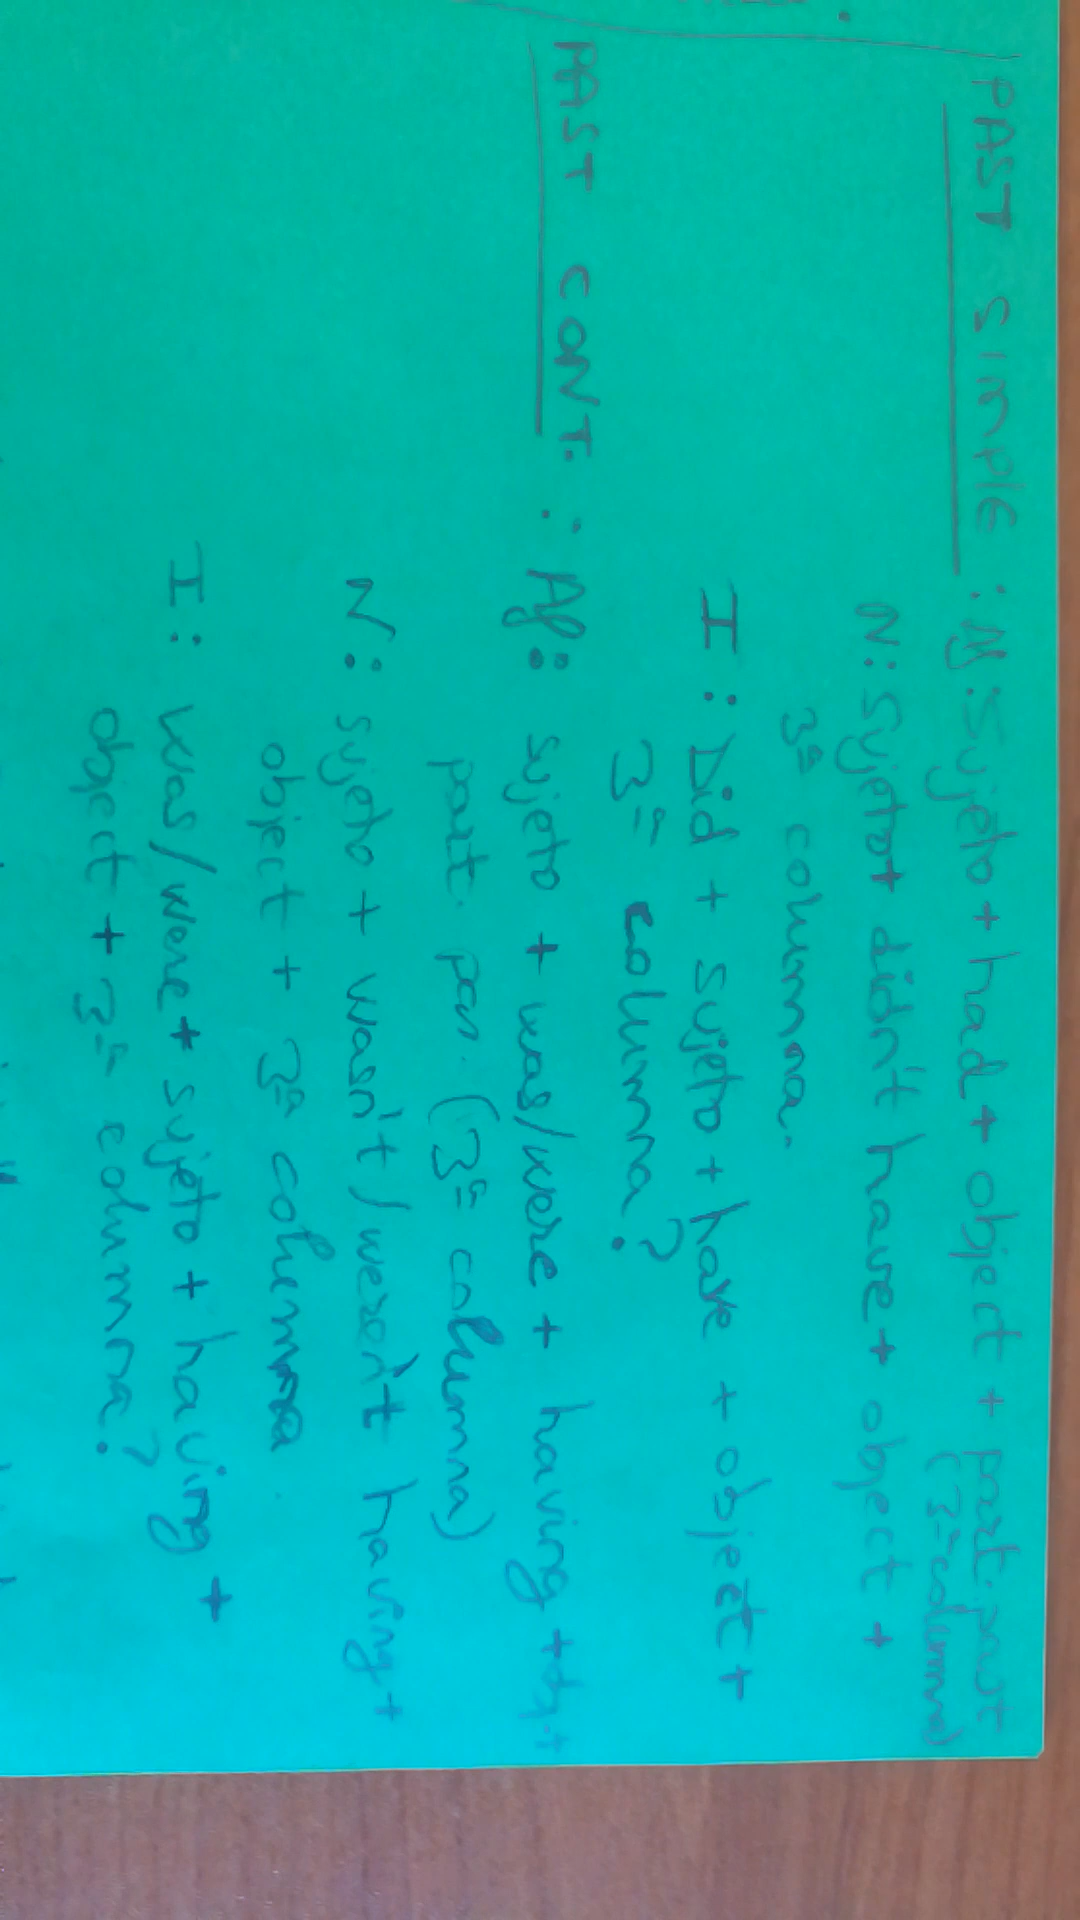 PAST SIMPLE : Af: Sujeto + had + object + part. past
(3ª columna)
N: Sujeto + didn't have + object +
3ª columna.
I: Did + sujeto + have + object +
3ª columna?
PAST CONT. : Af: sujeto + was/were + having + obj. +
part. pas. (3ª columna)
N: sujeto + wasn't/weren't having +
object + 3ª columna
I: was/were + sujeto + having +
object + 3ª columna?